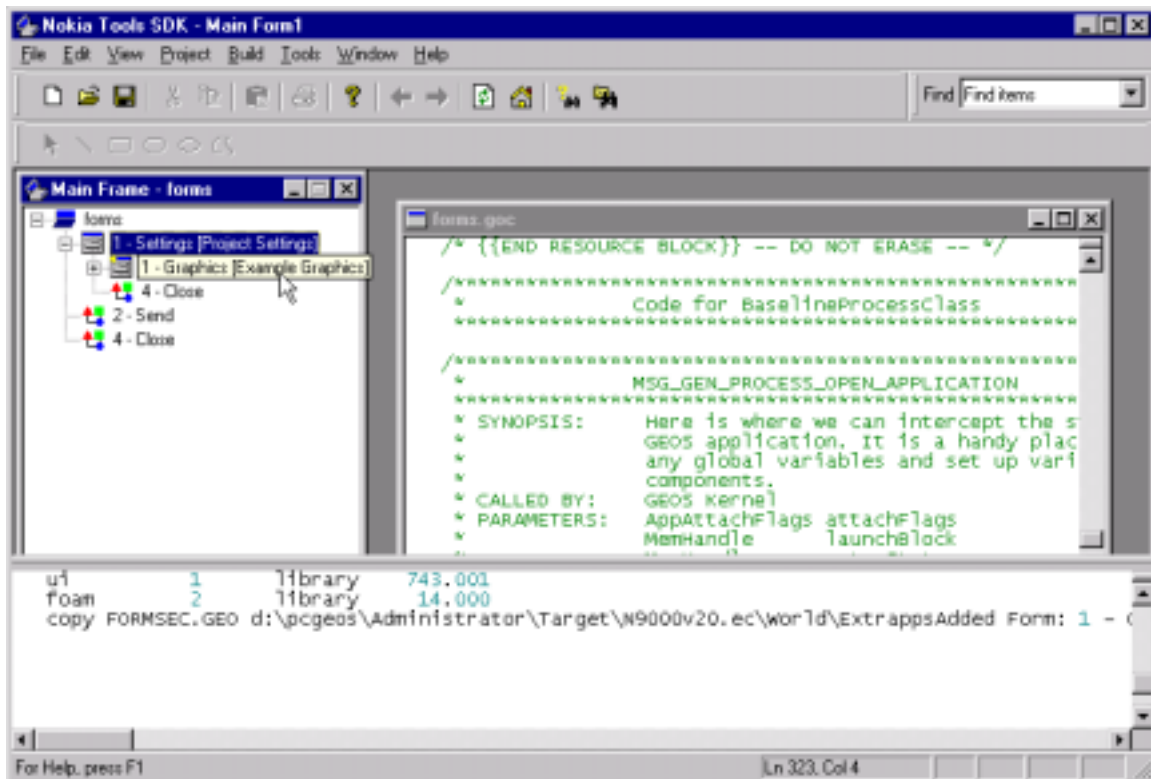 Nokia Tools SDK - Main Form1
File Edit View Project Build Tools Window Help
Find Find items
Main Frame - forms
forms
1 - Settings [Project Settings]
1 - Graphics [Example Graphics]
4 - Close
2 - Send
4 - Close
forms.goc
/* {{END RESOURCE BLOCK}} -- DO NOT ERASE -- */
/***********************************************************
* Code for BaselineProcessClass
***********************************************************
/***********************************************************
* MSG_GEN_PROCESS_OPEN_APPLICATION
***********************************************************
* SYNOPSIS: Here is where we can intercept the s
* GEOS application. It is a handy plac
* any global variables and set up vari
* components.
* CALLED BY: GEOS Kernel
* PARAMETERS: AppAttachFlags attachFlags
* MemHandle launchBlock
ui 1 library 743.001
foam 2 library 14.000
copy FORMSEC.GEO d:\pcgeos\Administrator\Target\N9000v20.ec\World\ExtrappsAdded Form: 1 -
For Help, press F1
Ln 323, Col 4